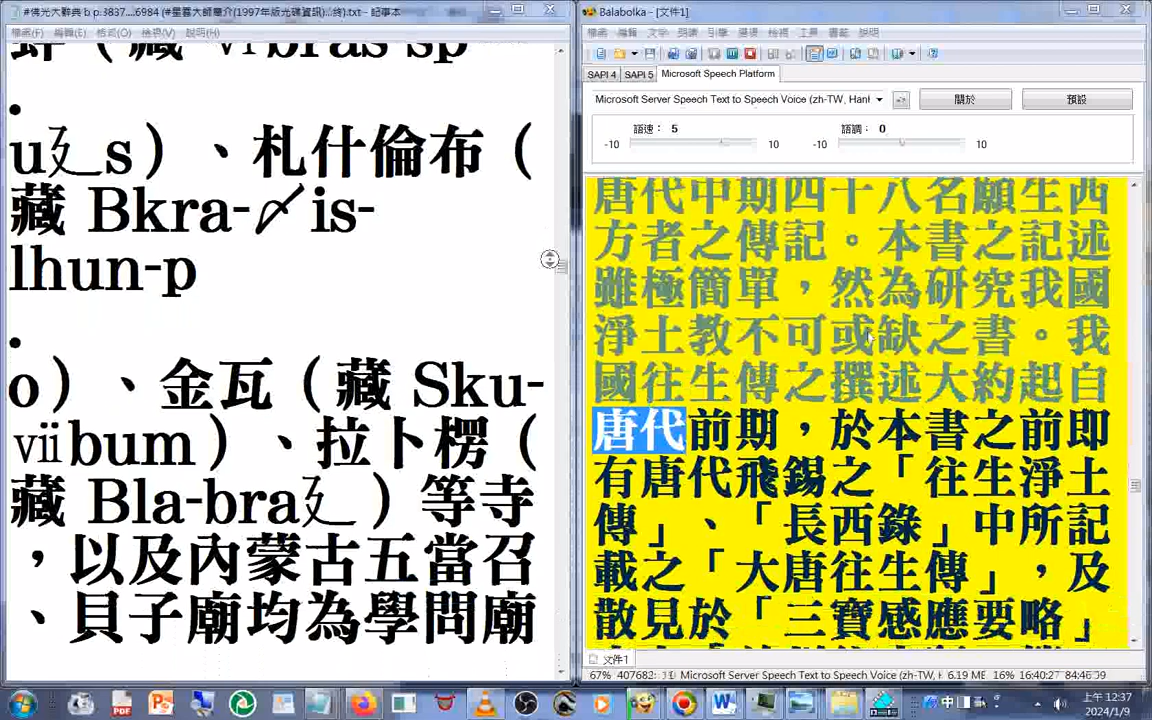 #佛光大辭典 b p.3837....6984 (#星雲大師簡介(1997年版光碟資訊)...終).txt - 記事本
檔案(F) 編輯(E) 格式(O) 檢視(V) 說明(H)
.
u廴s）、札什倫布（
藏 Bkra-〆is-
lhun-p
.
o）、金瓦（藏 Sku-
ⅶbum）、拉卜楞（
藏 Bla-bra廴）等寺
，以及內蒙古五當召
、貝子廟均為學問廟
Balabolka - [文件1]
檔案 編輯 文字 朗讀 引擎 選項 檢視 工具 書籤 說明
SAPI 4 SAPI 5 Microsoft Speech Platform
Microsoft Server Speech Text to Speech Voice (zh-TW, Han
關於 預設
語速： 5 語調： 0
-10 10 -10 10
唐代中期四十八名願生西
方者之傳記。本書之記述
雖極簡單，然為研究我國
淨土教不可或缺之書。我
國往生傳之撰述大約起自
唐代前期，於本書之前即
有唐代飛錫之「往生淨土
傳」、「長西錄」中所記
載之「大唐往生傳」，及
散見於「三寶感應要略」
文件1
Microsoft Server Speech Text to Speech Voice (zh-TW, Ha 6.19 MB 16% 16:40:27
上午 12:37
2024/1/9